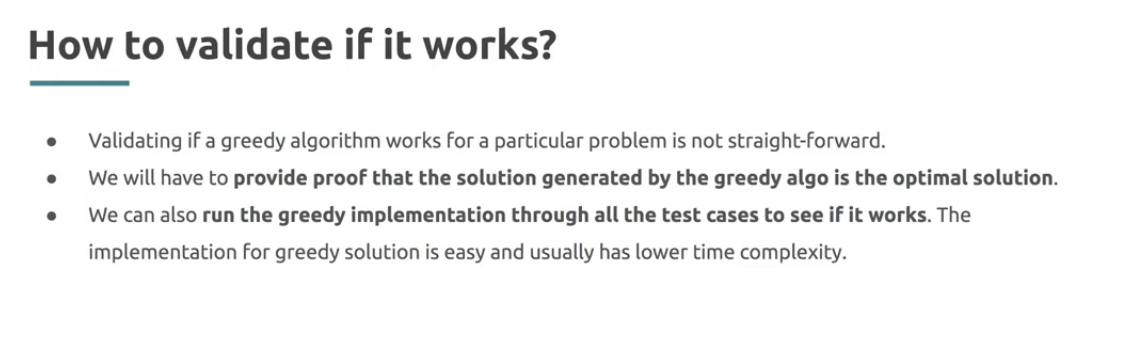 How to validate if it works?
● Validating if a greedy algorithm works for a particular problem is not straight-forward.
● We will have to provide proof that the solution generated by the greedy algo is the optimal solution.
● We can also run the greedy implementation through all the test cases to see if it works. The
implementation for greedy solution is easy and usually has lower time complexity.